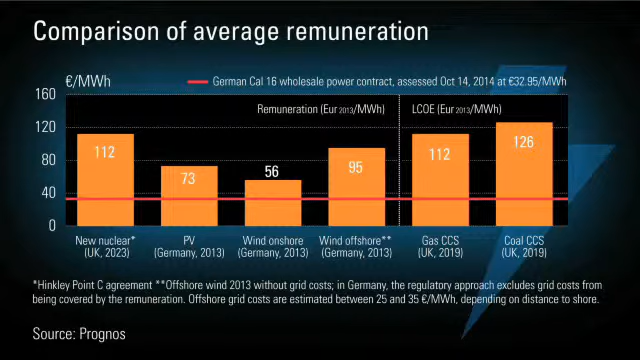 Comparison of average remuneration
€/MWh
German Cal 16 wholesale power contract, assessed Oct 14, 2014 at €32.95/MWh
160
120
80
40
0
Remuneration (Eur 2013/MWh)
LCOE (Eur 2013/MWh)
112
73
56
95
112
126
New nuclear*
(UK, 2023)
PV
(Germany, 2013)
Wind onshore
(Germany, 2013)
Wind offshore**
(Germany, 2013)
Gas CCS
(UK, 2019)
Coal CCS
(UK, 2019)
*Hinkley Point C agreement **Offshore wind 2013 without grid costs; in Germany, the regulatory approach excludes grid costs from
being covered by the remuneration. Offshore grid costs are estimated between 25 and 35 €/MWh, depending on distance to shore.
Source: Prognos